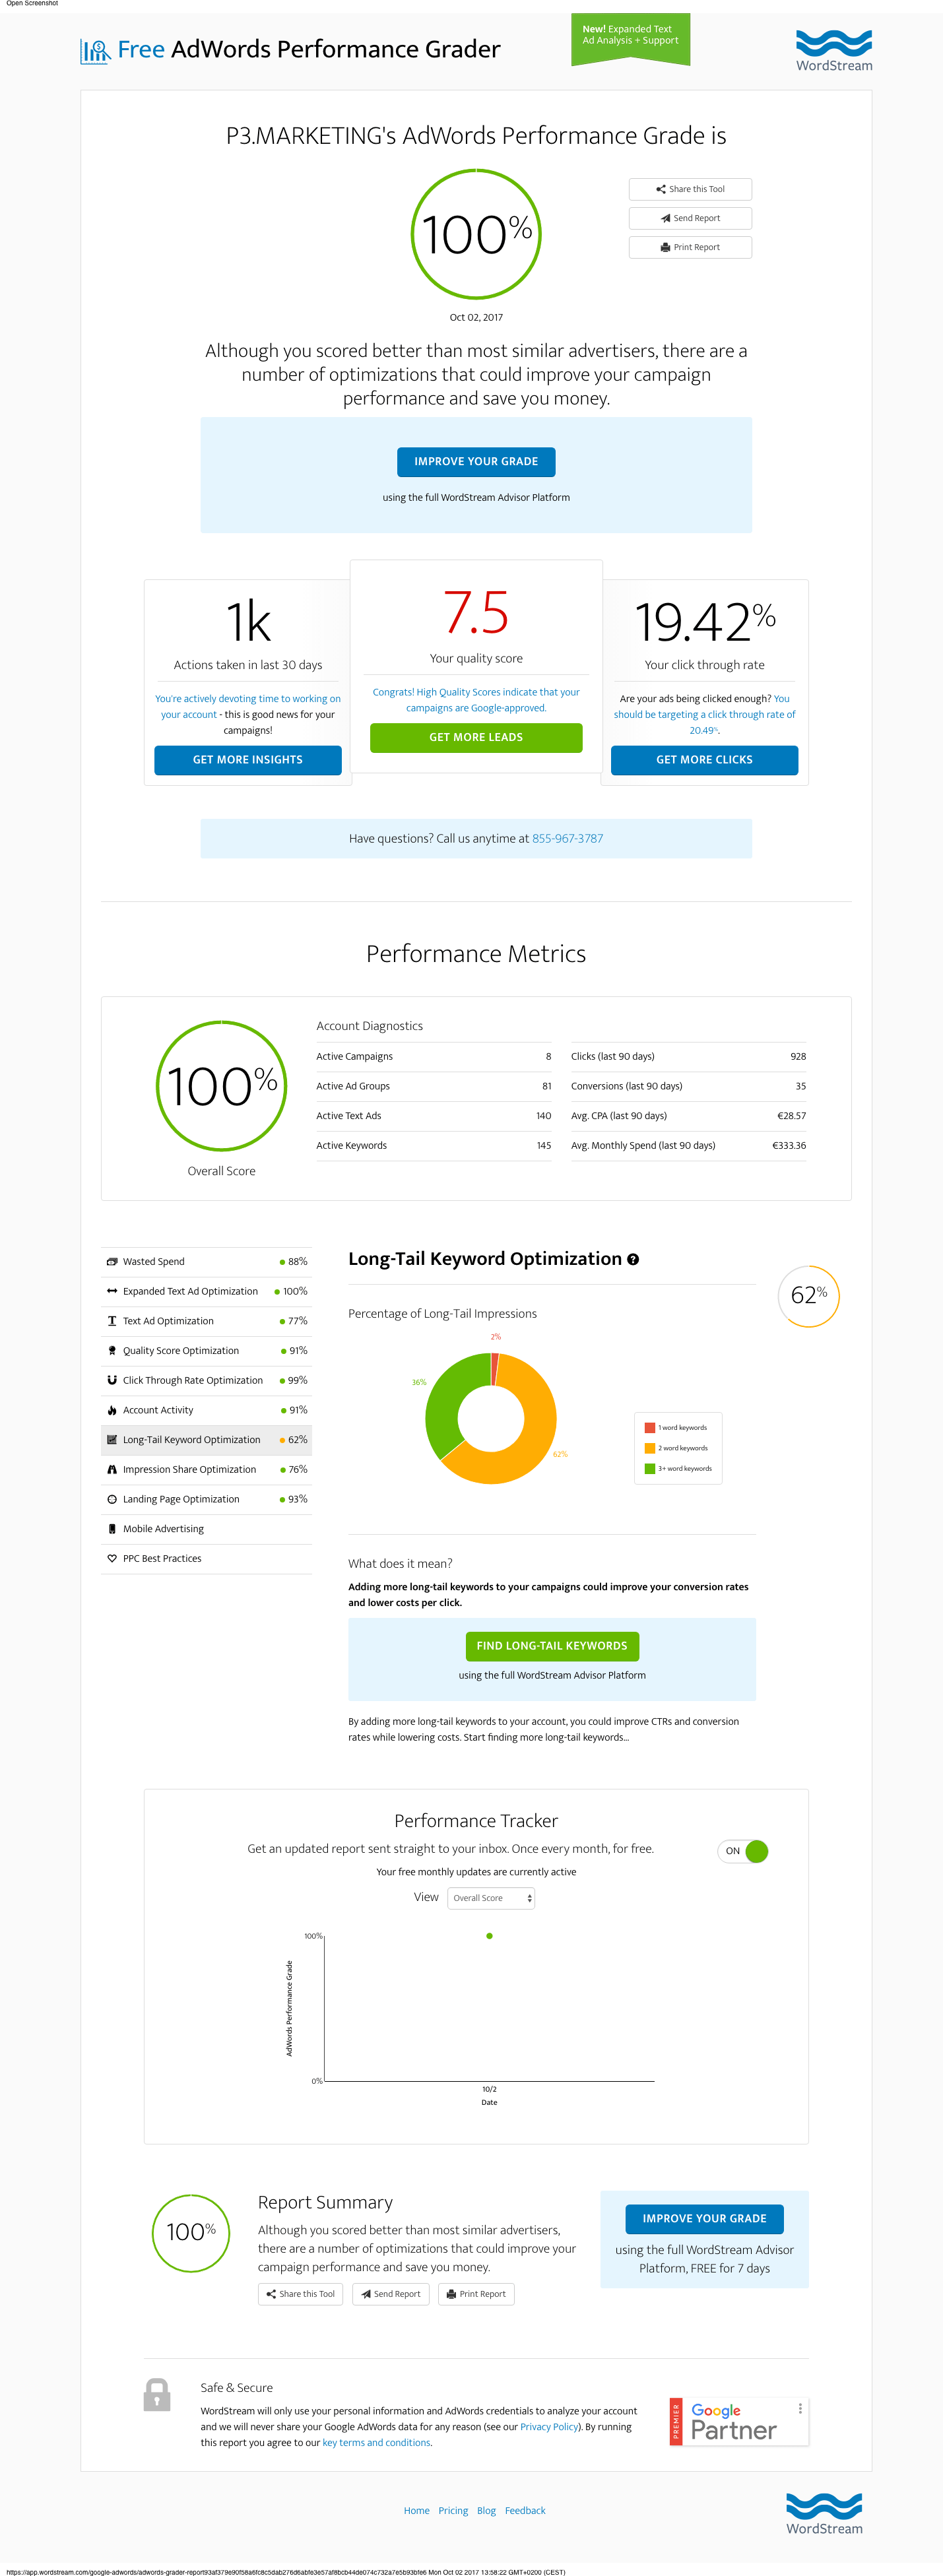 Open Screenshot
Free AdWords Performance Grader
New! Expanded Text
Ad Analysis + Support
WordStream
P3.MARKETING's AdWords Performance Grade is
100%
Share this Tool
Send Report
Print Report
Oct 02, 2017
Although you scored better than most similar advertisers, there are a
number of optimizations that could improve your campaign
performance and save you money.
IMPROVE YOUR GRADE
using the full WordStream Advisor Platform
1k
Actions taken in last 30 days
You're actively devoting time to working on
your account - this is good news for your
campaigns!
GET MORE INSIGHTS
7.5
Your quality score
Congrats! High Quality Scores indicate that your
campaigns are Google-approved.
GET MORE LEADS
19.42%
Your click through rate
Are your ads being clicked enough? You
should be targeting a click through rate of
20.49%.
GET MORE CLICKS
Have questions? Call us anytime at 855-967-3787
Performance Metrics
100%
Overall Score
Account Diagnostics
Active Campaigns 8
Active Ad Groups 81
Active Text Ads 140
Active Keywords 145
Clicks (last 90 days) 928
Conversions (last 90 days) 35
Avg. CPA (last 90 days) €28.57
Avg. Monthly Spend (last 90 days) €333.36
Wasted Spend 88%
Expanded Text Ad Optimization 100%
Text Ad Optimization 77%
Quality Score Optimization 91%
Click Through Rate Optimization 99%
Account Activity 91%
Long-Tail Keyword Optimization 62%
Impression Share Optimization 76%
Landing Page Optimization 93%
Mobile Advertising
PPC Best Practices
Long-Tail Keyword Optimization ?
62%
Percentage of Long-Tail Impressions
2%
36%
62%
1 word keywords
2 word keywords
3+ word keywords
What does it mean?
Adding more long-tail keywords to your campaigns could improve your conversion rates
and lower costs per click.
FIND LONG-TAIL KEYWORDS
using the full WordStream Advisor Platform
By adding more long-tail keywords to your account, you could improve CTRs and conversion
rates while lowering costs. Start finding more long-tail keywords...
Performance Tracker
Get an updated report sent straight to your inbox. Once every month, for free.
ON
Your free monthly updates are currently active
View Overall Score
100%
AdWords Performance Grade
0%
10/2
Date
100%
Report Summary
Although you scored better than most similar advertisers,
there are a number of optimizations that could improve your
campaign performance and save you money.
Share this Tool
Send Report
Print Report
IMPROVE YOUR GRADE
using the full WordStream Advisor
Platform, FREE for 7 days
Safe & Secure
WordStream will only use your personal information and AdWords credentials to analyze your account
and we will never share your Google AdWords data for any reason (see our Privacy Policy). By running
this report you agree to our key terms and conditions.
PREMIER
Google
Partner
Home Pricing Blog Feedback
WordStream
Mon Oct 02 2017 13:58:22 GMT+0200 (CEST)